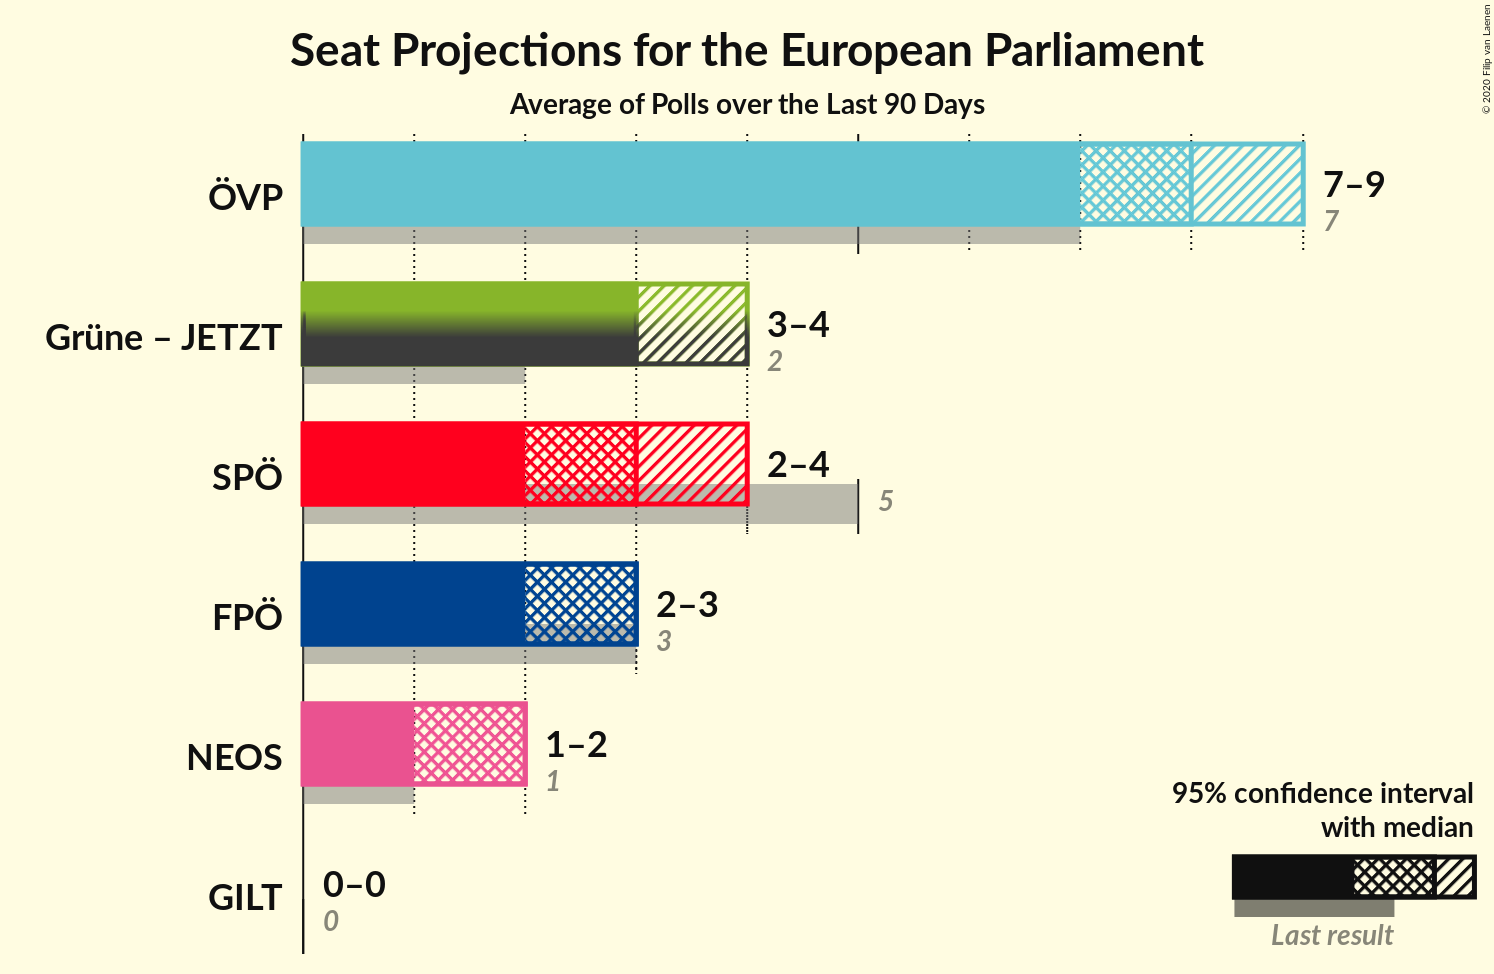 Seat Projections for the European Parliament
Average of Polls over the Last 90 Days
© 2020 Filip van Laenen
ÖVP
7–9
7
Grüne – JETZT
3–4
2
SPÖ
2–4
5
FPÖ
2–3
3
NEOS
1–2
1
GILT
0–0
0
95% confidence interval
with median
Last result